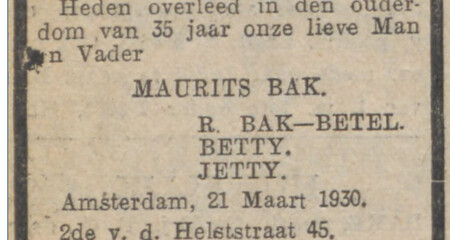 Heden overleed in den ouder-
dom van 35 jaar onze lieve Man
en Vader
MAURITS BAK.
R. BAK—BETEL.
BETTY.
JETTY.
Amsterdam, 21 Maart 1930.
2de v. d. Helststraat 45.